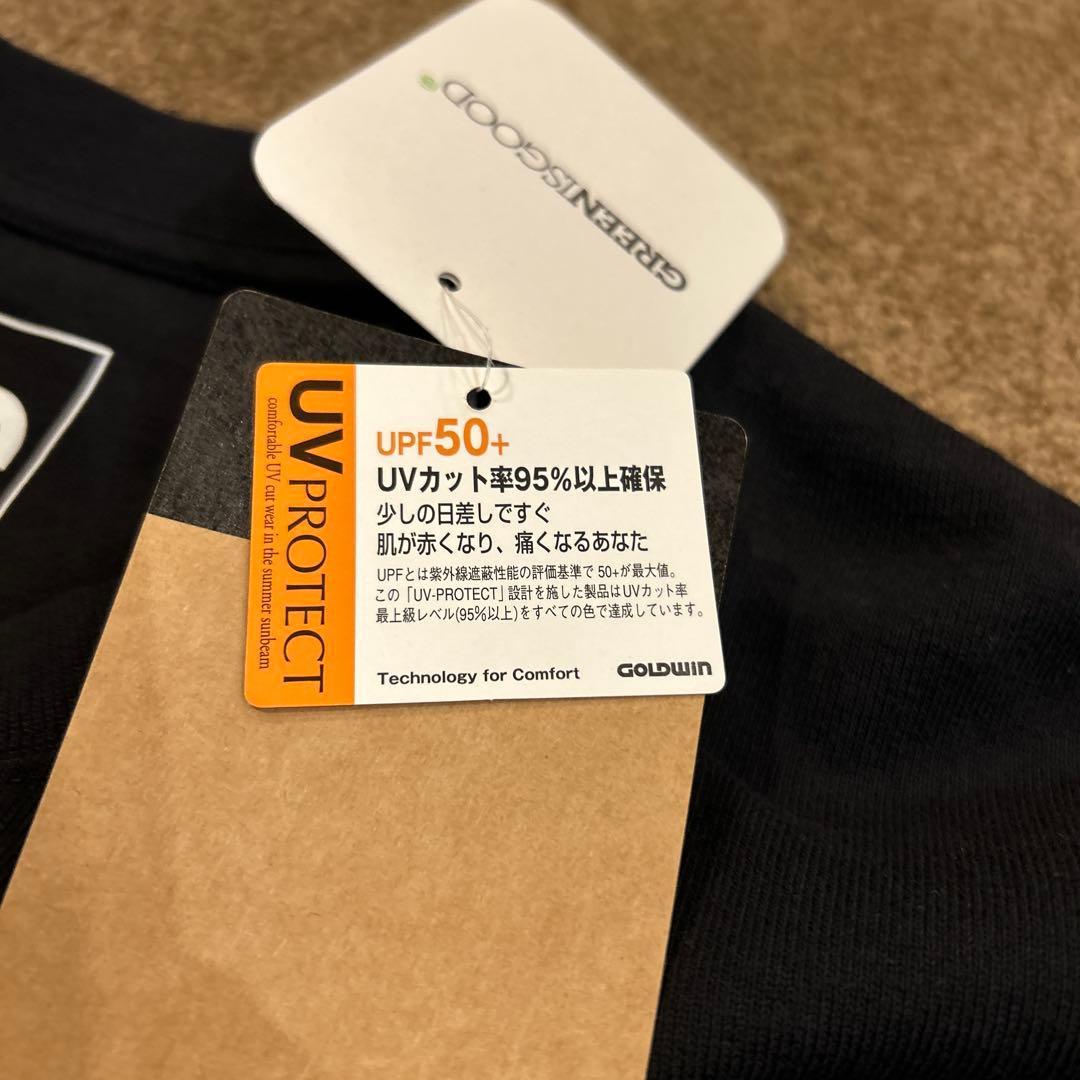 GREENISGOOD
UVPROTECT
comfortable UV cut wear in the summer sunbeam
UPF50+
UVカット率95%以上確保
少しの日差しですぐ
肌が赤くなり、痛くなるあなた
UPFとは紫外線遮蔽性能の評価基準で 50+が最大値。
この「UV-PROTECT」設計を施した製品はUVカット率
最上級レベル(95%以上)をすべての色で達成しています。
Technology for Comfort
GOLDWIN